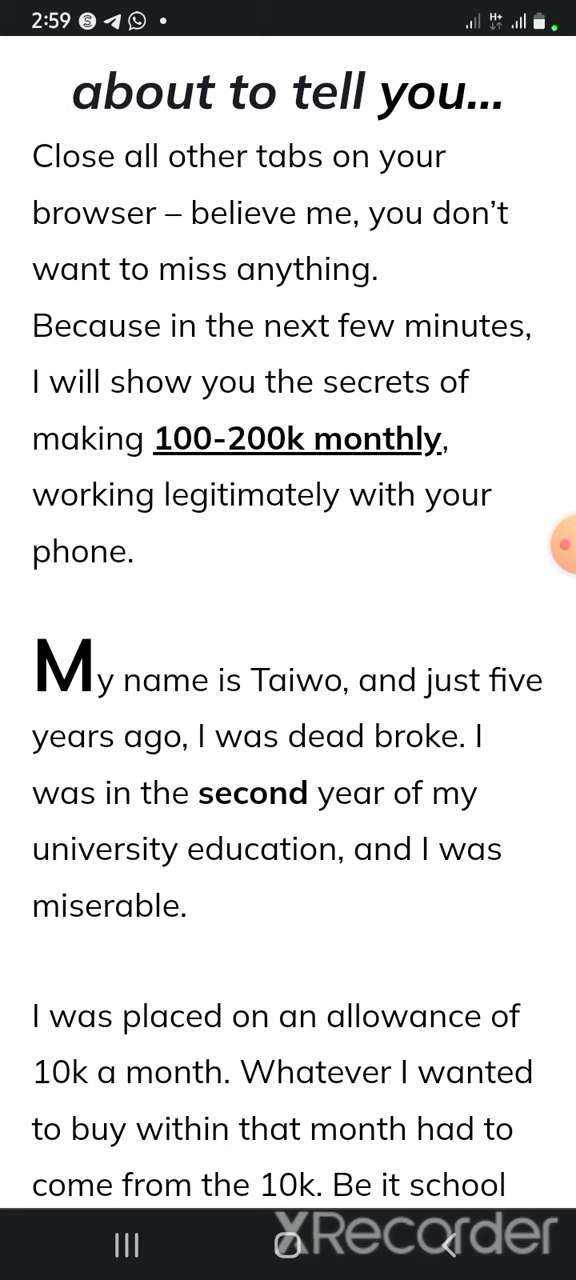 2:59
H+
about to tell you...
Close all other tabs on your
browser – believe me, you don't
want to miss anything.
Because in the next few minutes,
I will show you the secrets of
making 100-200k monthly,
working legitimately with your
phone.
My name is Taiwo, and just five
years ago, I was dead broke. I
was in the second year of my
university education, and I was
miserable.
I was placed on an allowance of
10k a month. Whatever I wanted
to buy within that month had to
come from the 10k. Be it school
XRecorder